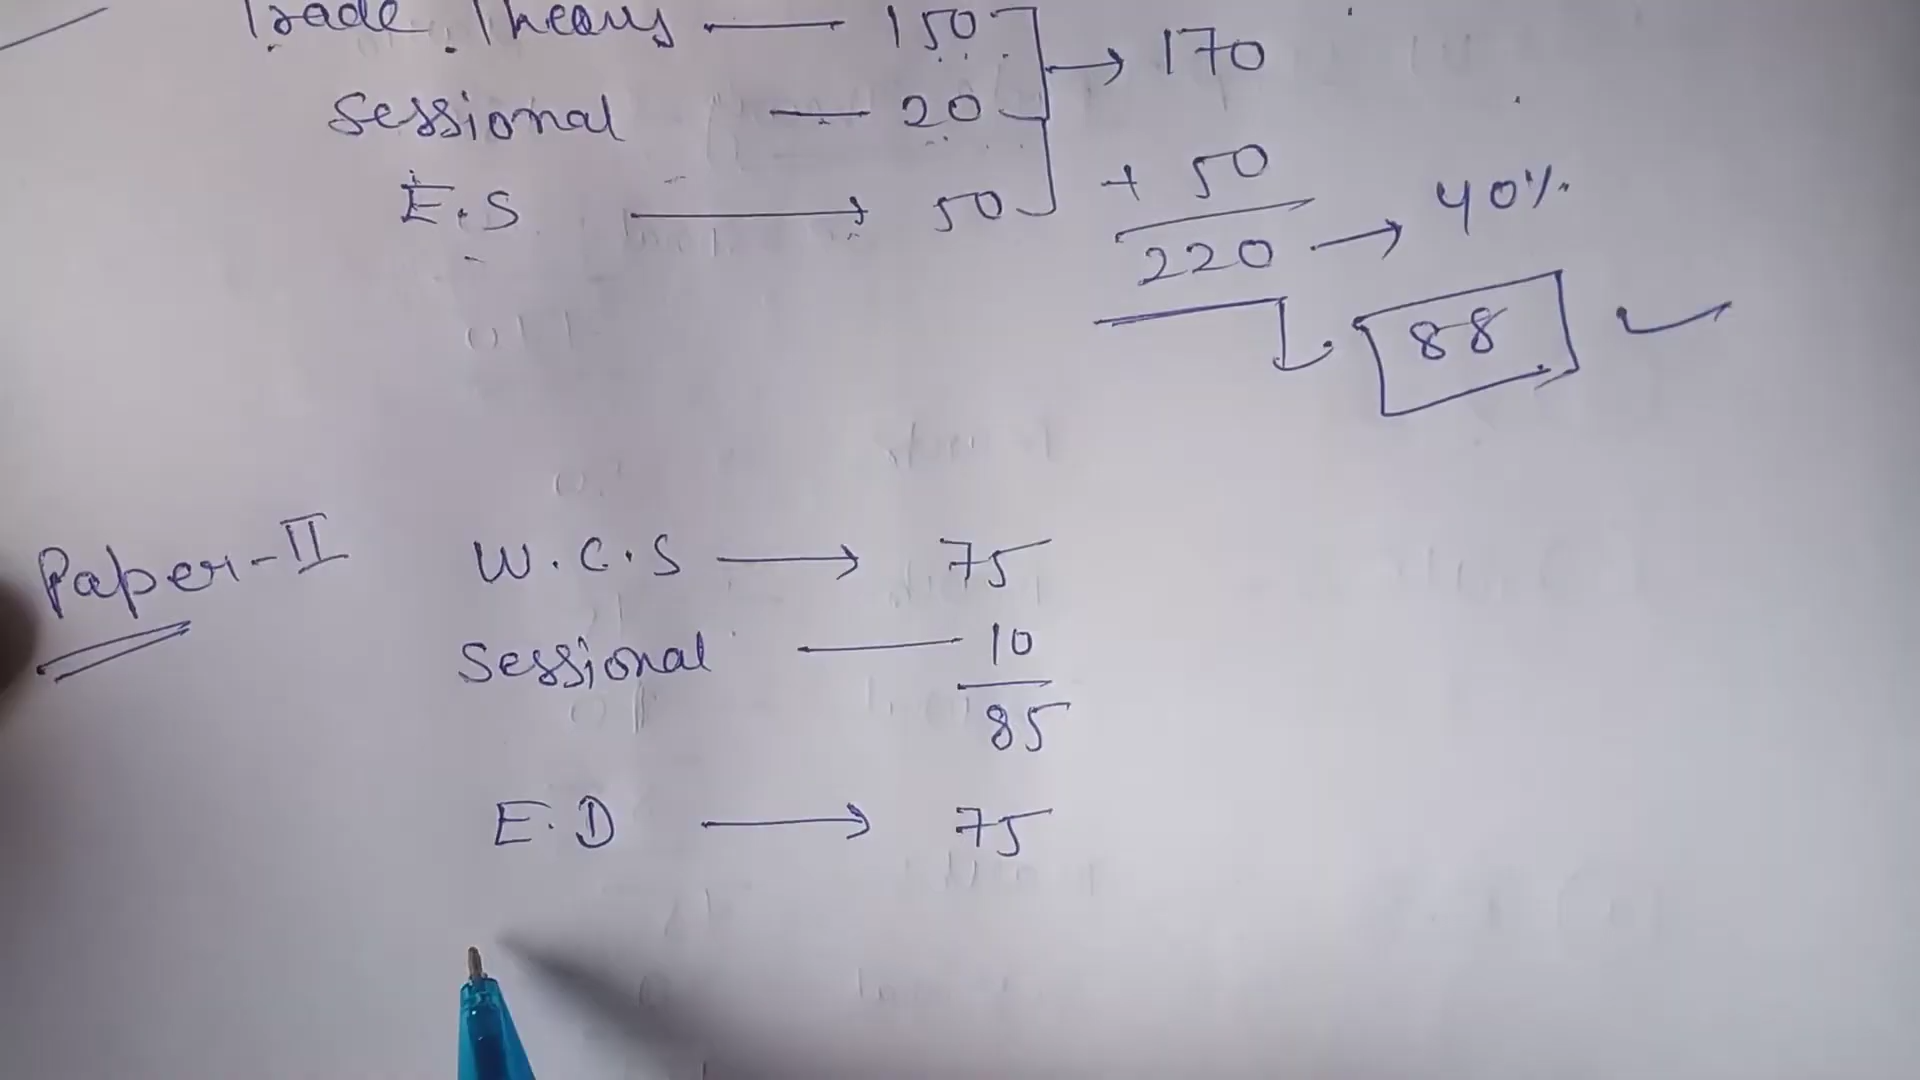 Trade Theory — 150 → 170
Sessional — 20
+ 50
E.S → 50
220 → 40%
88
Paper-II W.C.S → 75
Sessional — 10
85
E.D → 75